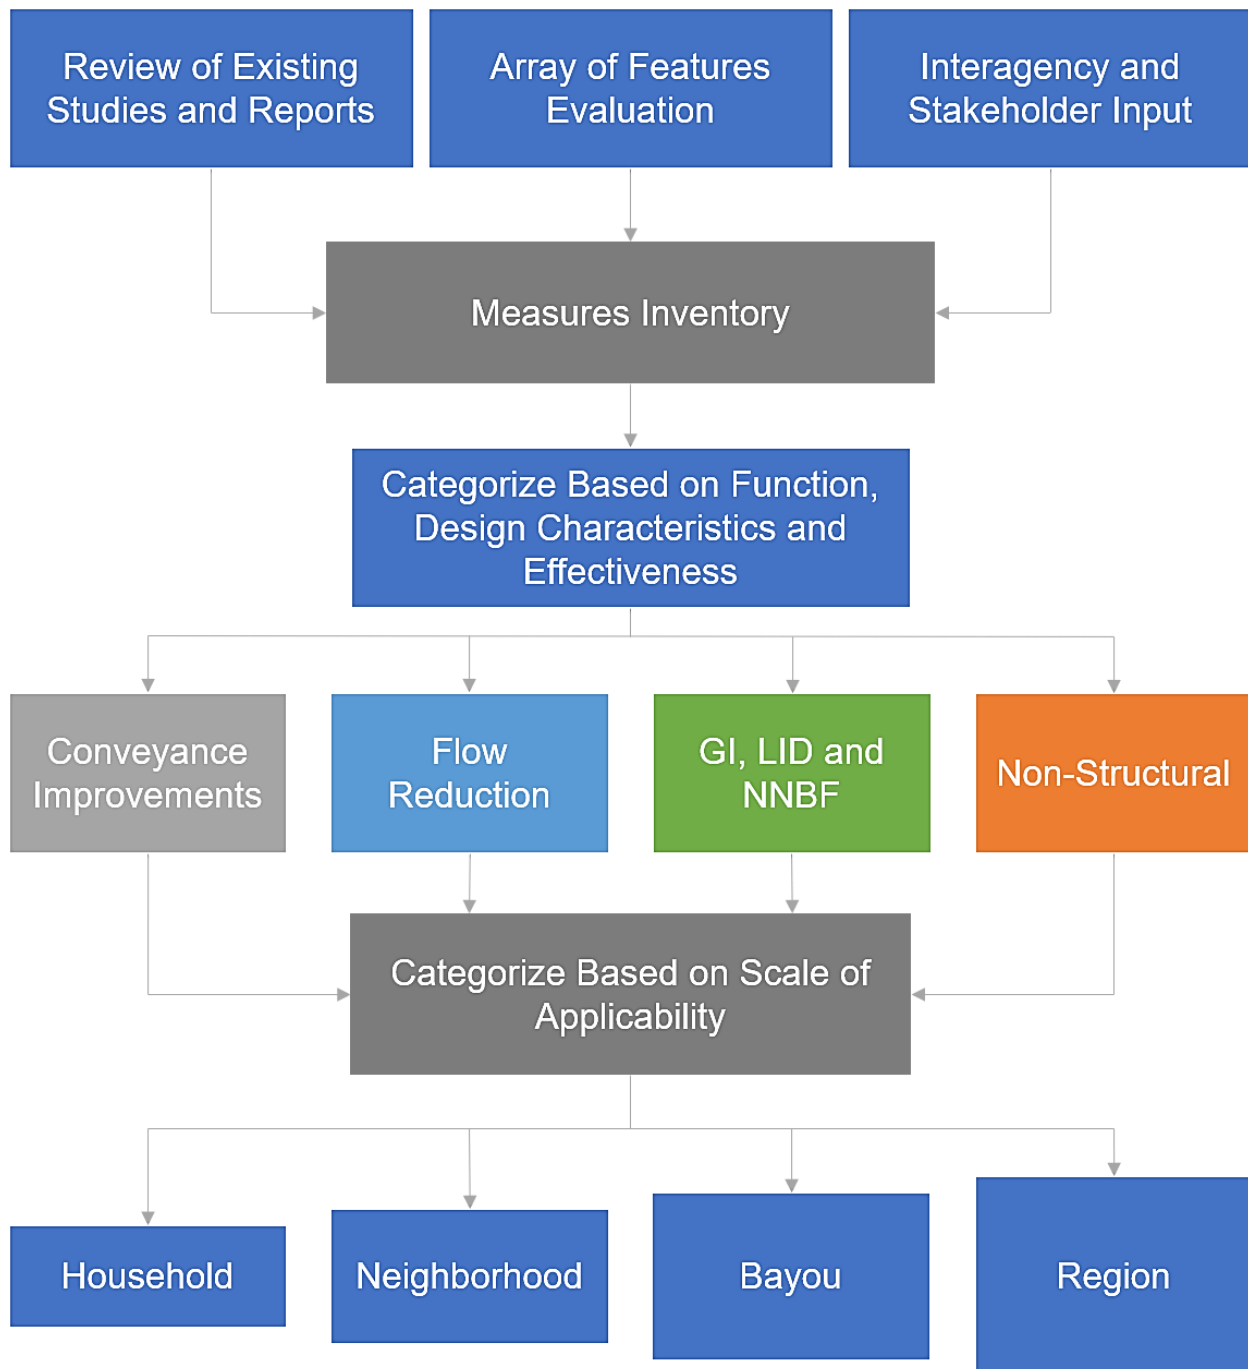 Review of Existing
Studies and Reports
Array of Features
Evaluation
Interagency and
Stakeholder Input
Measures Inventory
Categorize Based on Function,
Design Characteristics and
Effectiveness
Conveyance
Improvements
Flow
Reduction
GI, LID and
NNBF
Non-Structural
Categorize Based on Scale of
Applicability
Household
Neighborhood
Bayou
Region